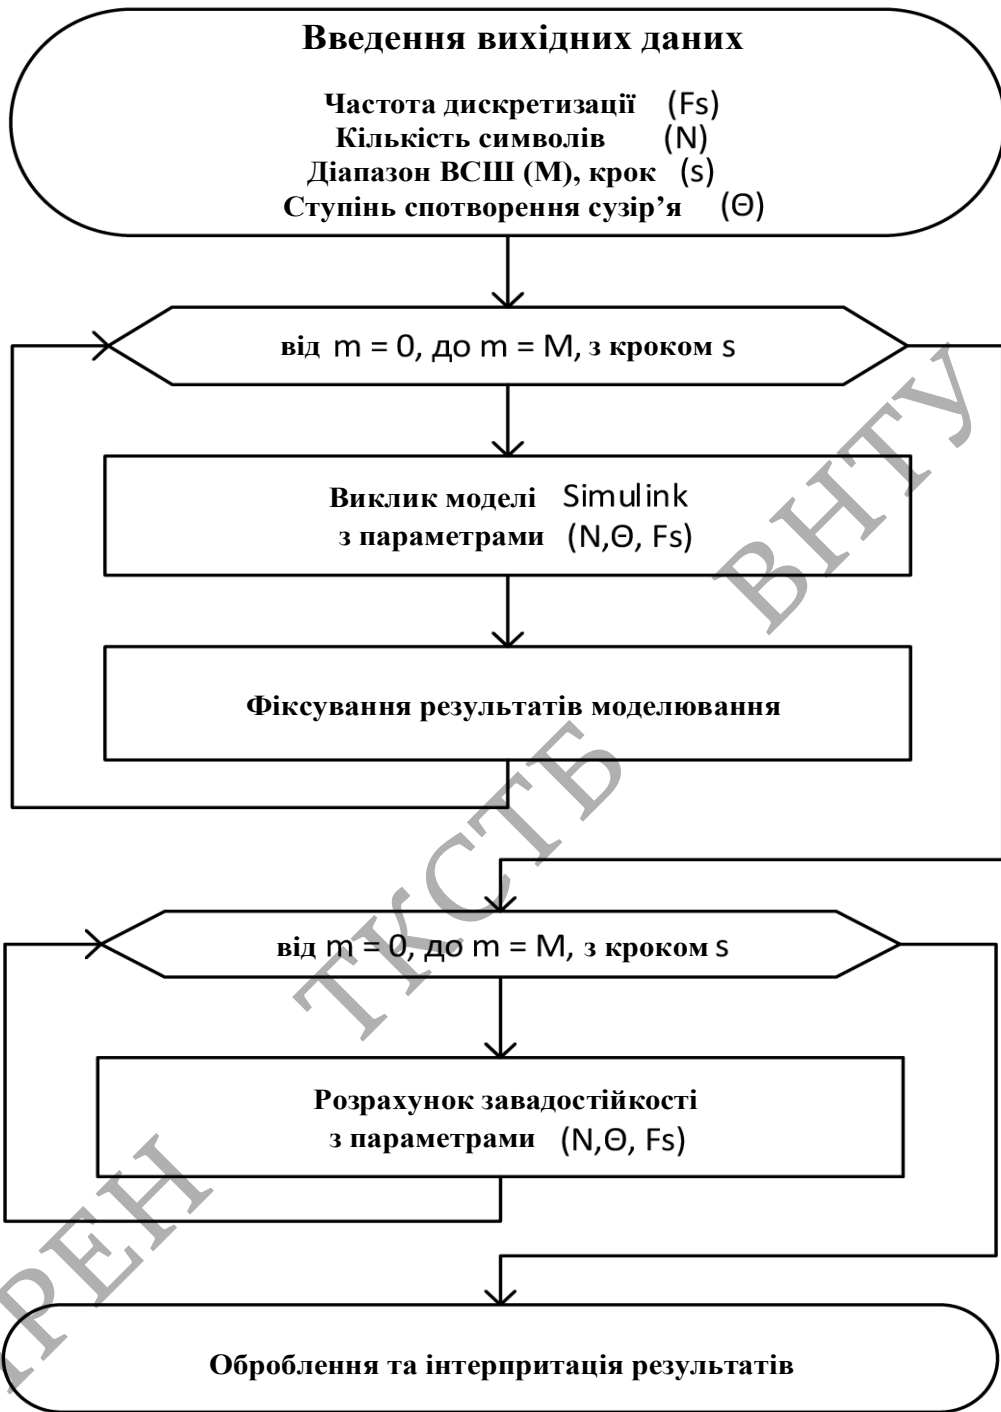 Введення вихідних даних
Частота дискретизації (Fs)
Кількість символів (N)
Діапазон ВСШ (М), крок (s)
Ступінь спотворення сузір’я (Θ)
від m = 0, до m = M, з кроком s
Виклик моделі Simulink
з параметрами (N,Θ, Fs)
Фіксування результатів моделювання
від m = 0, до m = M, з кроком s
Розрахунок завадостійкості
з параметрами (N,Θ, Fs)
Оброблення та інтерпритація результатів
ВНТУ
ТКСТБ